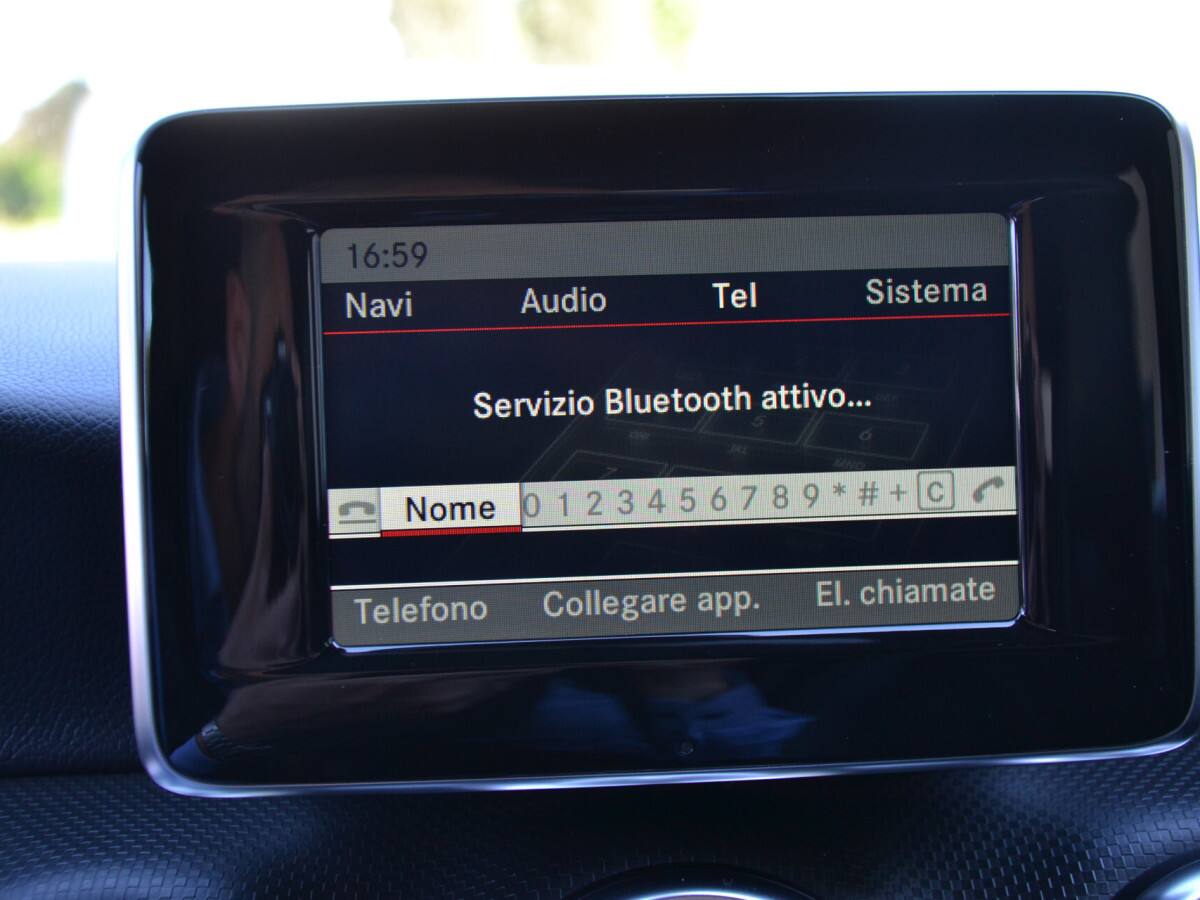 16:59
Navi Audio Tel Sistema
Servizio Bluetooth attivo...
Nome 0 1 2 3 4 5 6 7 8 9 * # + C
Telefono Collegare app. El. chiamate